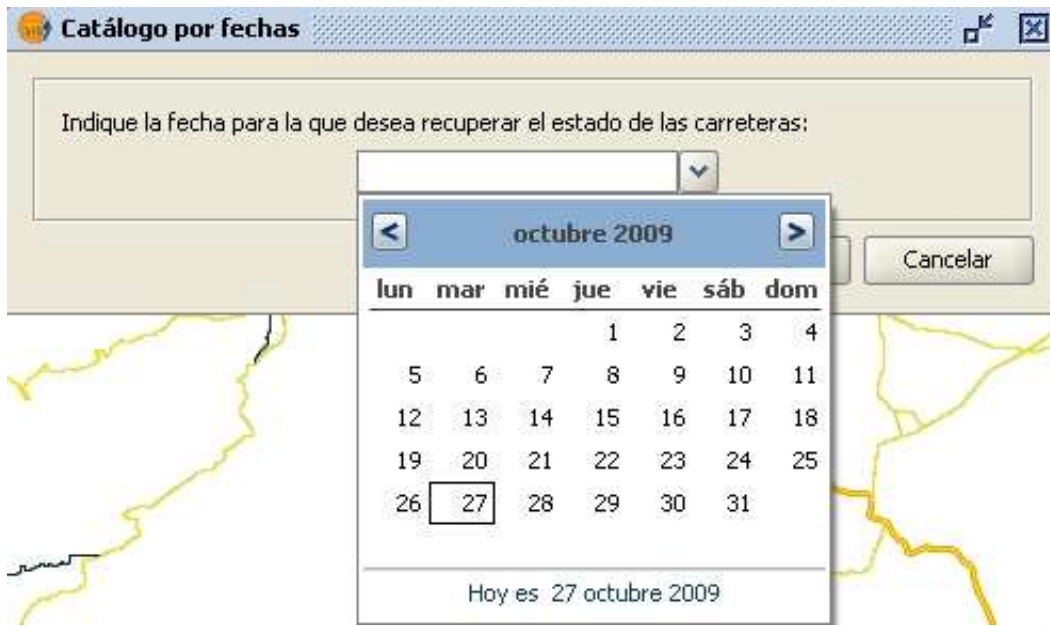 Catálogo por fechas
Indique la fecha para la que desea recuperar el estado de las carreteras:
< octubre 2009 >
Cancelar
lun mar mié jue vie sáb dom
1 2 3 4
5 6 7 8 9 10 11
12 13 14 15 16 17 18
19 20 21 22 23 24 25
26 27 28 29 30 31
Hoy es 27 octubre 2009